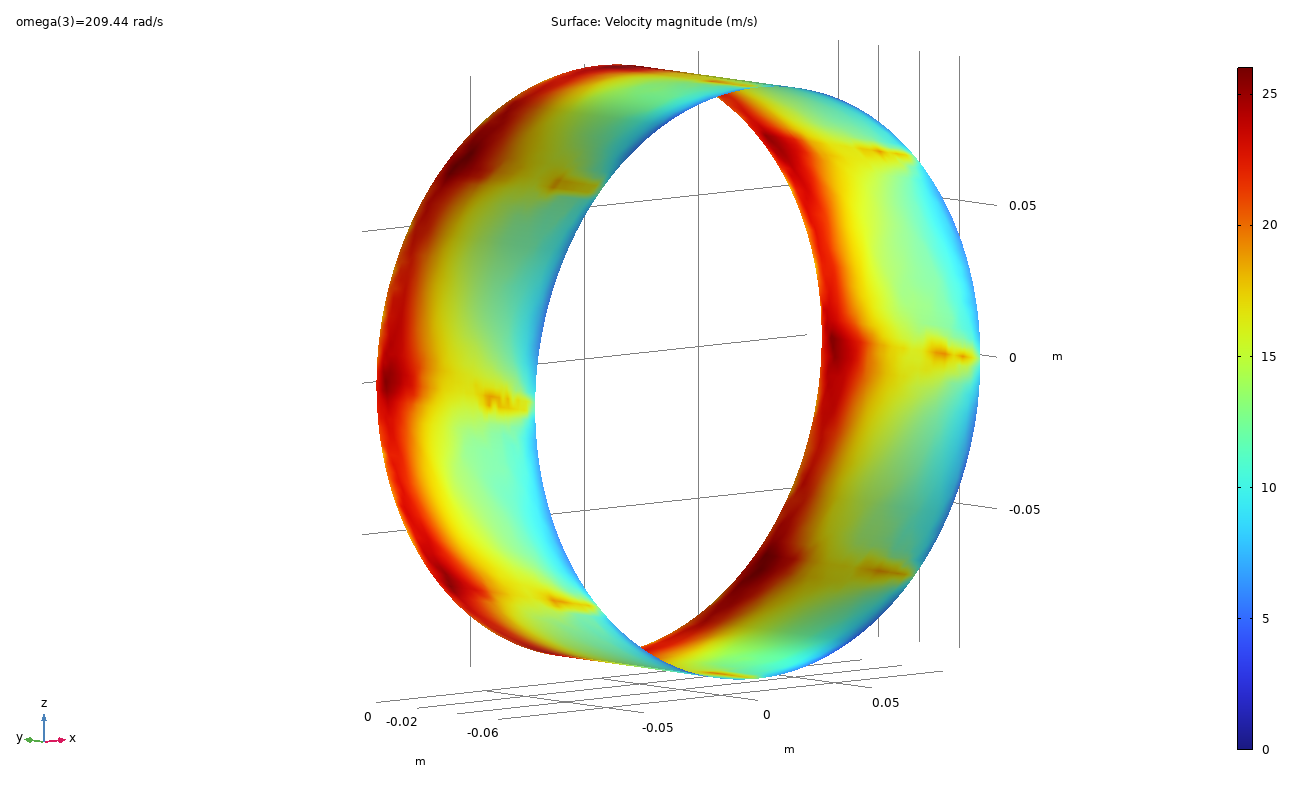 omega(3)=209.44 rad/s
Surface: Velocity magnitude (m/s)
25
20
15
10
5
0
0.05
0
m
-0.05
0.05
0
-0.05
m
0
-0.02
-0.06
m
z
y
x